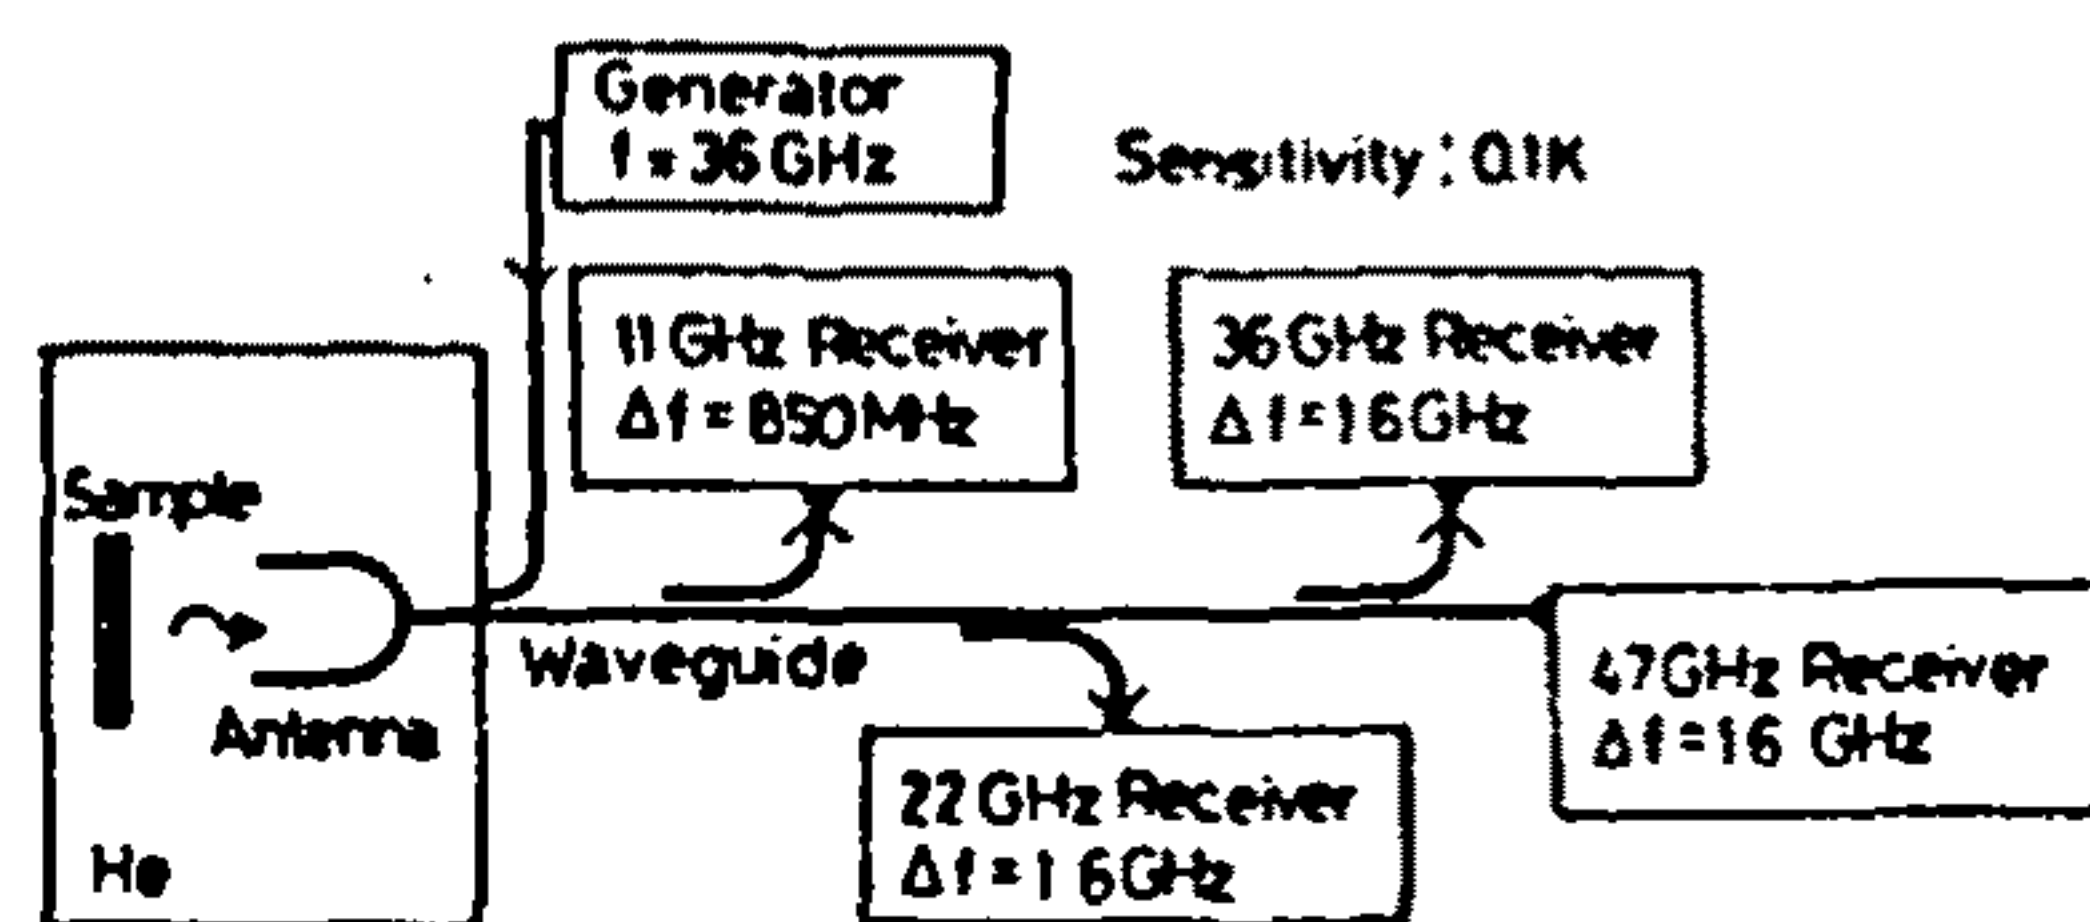 Generator
f = 36 GHz
Sensitivity : 0.1K
11 GHz Receiver
Δf = 850 MHz
36 GHz Receiver
Δf = 1 6 GHz
Sample
Antenna
He
Waveguide
47 GHz Receiver
Δf = 1 6 GHz
22 GHz Receiver
Δf = 1 6 GHz